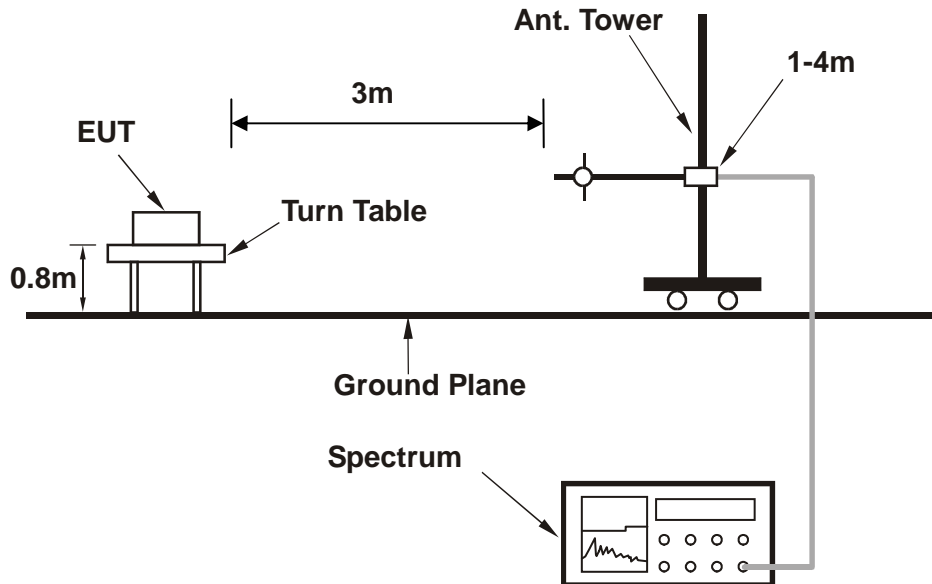 Ant. Tower
1-4m
3m
EUT
Turn Table
0.8m
Ground Plane
Spectrum